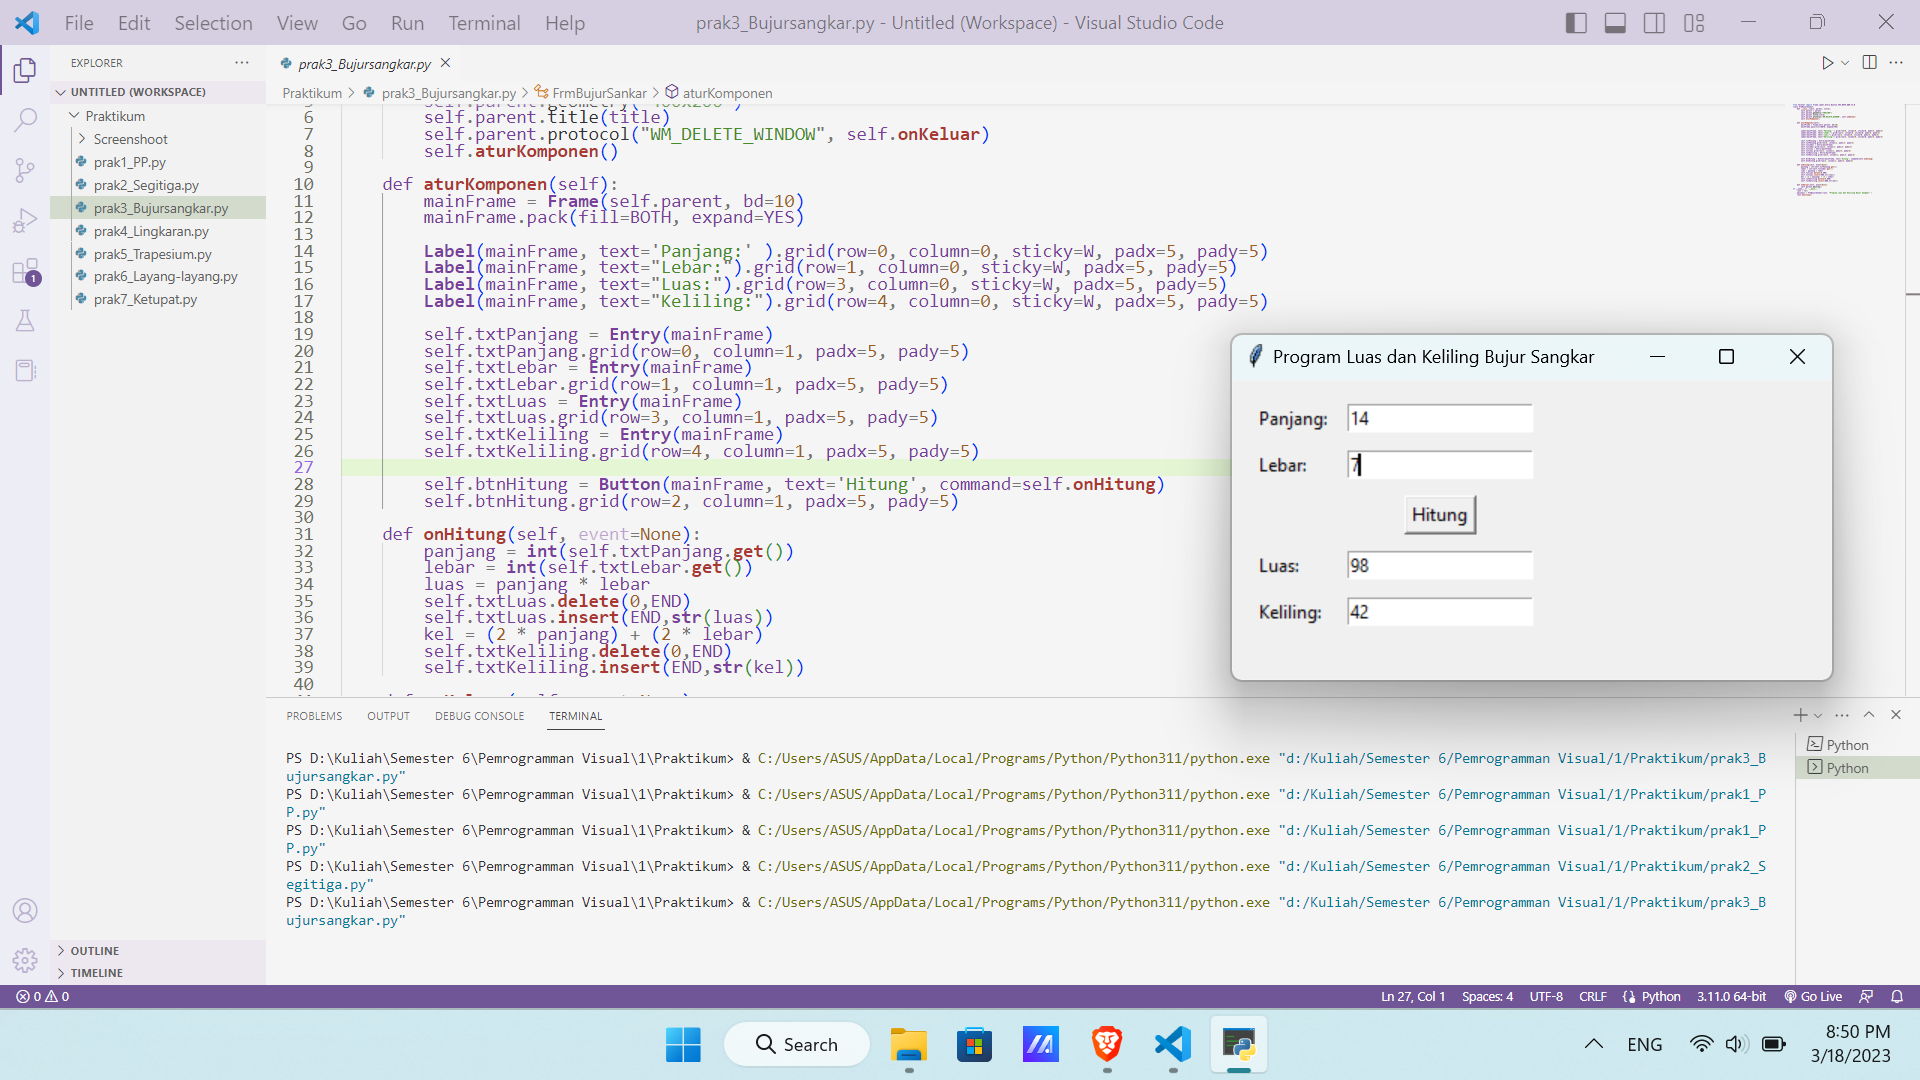 File Edit Selection View Go Run Terminal Help prak3_Bujursangkar.py - Untitled (Workspace) - Visual Studio Code
EXPLORER
UNTITLED (WORKSPACE)
Praktikum
Screenshoot
prak1_PP.py
prak2_Segitiga.py
prak3_Bujursangkar.py
prak4_Lingkaran.py
prak5_Trapesium.py
prak6_Layang-layang.py
prak7_Ketupat.py
OUTLINE
TIMELINE
1
prak3_Bujursangkar.py
Praktikum > prak3_Bujursangkar.py > FrmBujurSankar > aturKomponen
6 self.parent.title(title)
7 self.parent.protocol("WM_DELETE_WINDOW", self.onKeluar)
8 self.aturKomponen()
9
10 def aturKomponen(self):
11 mainFrame = Frame(self.parent, bd=10)
12 mainFrame.pack(fill=BOTH, expand=YES)
13
14 Label(mainFrame, text='Panjang:' ).grid(row=0, column=0, sticky=W, padx=5, pady=5)
15 Label(mainFrame, text="Lebar:").grid(row=1, column=0, sticky=W, padx=5, pady=5)
16 Label(mainFrame, text="Luas:").grid(row=3, column=0, sticky=W, padx=5, pady=5)
17 Label(mainFrame, text="Keliling:").grid(row=4, column=0, sticky=W, padx=5, pady=5)
18
19 self.txtPanjang = Entry(mainFrame)
20 self.txtPanjang.grid(row=0, column=1, padx=5, pady=5)
21 self.txtLebar = Entry(mainFrame)
22 self.txtLebar.grid(row=1, column=1, padx=5, pady=5)
23 self.txtLuas = Entry(mainFrame)
24 self.txtLuas.grid(row=3, column=1, padx=5, pady=5)
25 self.txtKeliling = Entry(mainFrame)
26 self.txtKeliling.grid(row=4, column=1, padx=5, pady=5)
27
28 self.btnHitung = Button(mainFrame, text='Hitung', command=self.onHitung)
29 self.btnHitung.grid(row=2, column=1, padx=5, pady=5)
30
31 def onHitung(self, event=None):
32 panjang = int(self.txtPanjang.get())
33 lebar = int(self.txtLebar.get())
34 luas = panjang * lebar
35 self.txtLuas.delete(0,END)
36 self.txtLuas.insert(END,str(luas))
37 kel = (2 * panjang) + (2 * lebar)
38 self.txtKeliling.delete(0,END)
39 self.txtKeliling.insert(END,str(kel))
40
Program Luas dan Keliling Bujur Sangkar
Panjang: 14
Lebar: 7
Hitung
Luas: 98
Keliling: 42
PROBLEMS OUTPUT DEBUG CONSOLE TERMINAL
PS D:\Kuliah\Semester 6\Pemrogramman Visual\1\Praktikum> & C:/Users/ASUS/AppData/Local/Programs/Python/Python311/python.exe "d:/Kuliah/Semester 6/Pemrogramman Visual/1/Praktikum/prak3_B
ujursangkar.py"
PS D:\Kuliah\Semester 6\Pemrogramman Visual\1\Praktikum> & C:/Users/ASUS/AppData/Local/Programs/Python/Python311/python.exe "d:/Kuliah/Semester 6/Pemrogramman Visual/1/Praktikum/prak1_P
P.py"
PS D:\Kuliah\Semester 6\Pemrogramman Visual\1\Praktikum> & C:/Users/ASUS/AppData/Local/Programs/Python/Python311/python.exe "d:/Kuliah/Semester 6/Pemrogramman Visual/1/Praktikum/prak1_P
P.py"
PS D:\Kuliah\Semester 6\Pemrogramman Visual\1\Praktikum> & C:/Users/ASUS/AppData/Local/Programs/Python/Python311/python.exe "d:/Kuliah/Semester 6/Pemrogramman Visual/1/Praktikum/prak2_S
egitiga.py"
PS D:\Kuliah\Semester 6\Pemrogramman Visual\1\Praktikum> & C:/Users/ASUS/AppData/Local/Programs/Python/Python311/python.exe "d:/Kuliah/Semester 6/Pemrogramman Visual/1/Praktikum/prak3_B
ujursangkar.py"
Python
Python
0 0 Ln 27, Col 1 Spaces: 4 UTF-8 CRLF Python 3.11.0 64-bit Go Live
Search
ENG
8:50 PM
3/18/2023